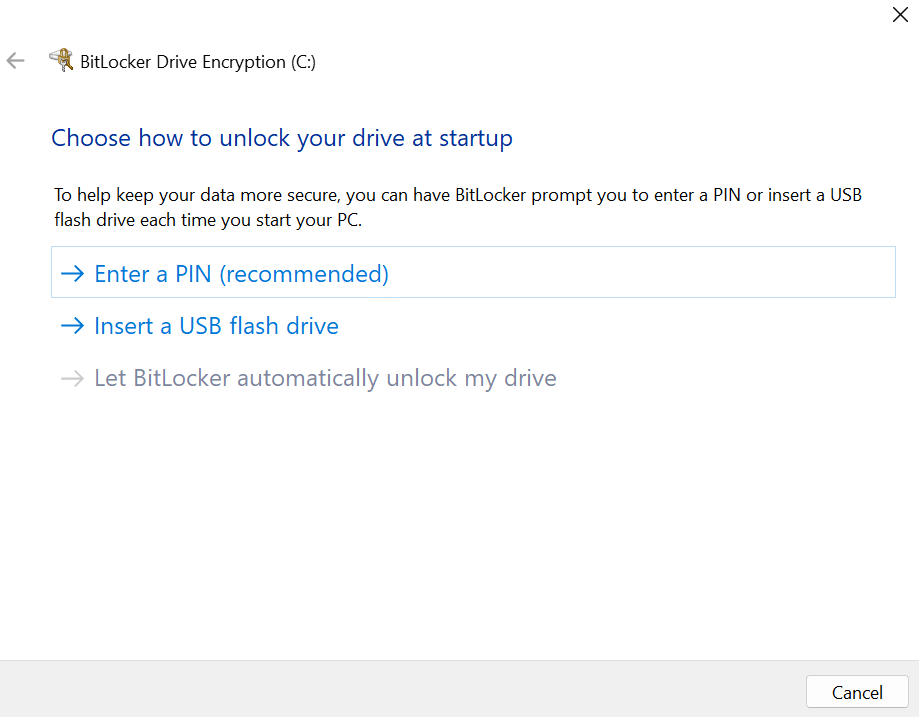 BitLocker Drive Encryption (C:)
Choose how to unlock your drive at startup
To help keep your data more secure, you can have BitLocker prompt you to enter a PIN or insert a USB
flash drive each time you start your PC.
Enter a PIN (recommended)
Insert a USB flash drive
Let BitLocker automatically unlock my drive
Cancel